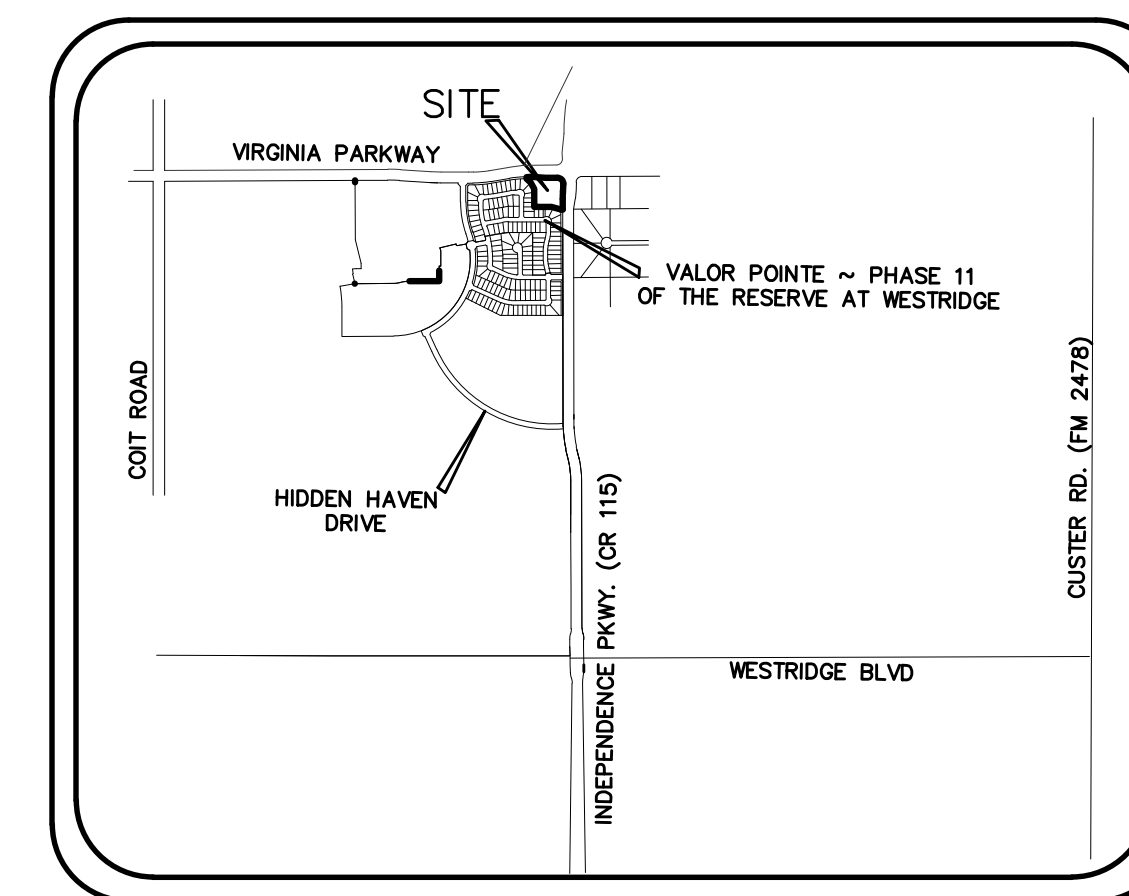 SITE
VIRGINIA PARKWAY
VALOR POINTE ~ PHASE 11
OF THE RESERVE AT WESTRIDGE
COIT ROAD
CUSTER RD. (FM 2478)
HIDDEN HAVEN
DRIVE
INDEPENDENCE PKWY. (CR 115)
WESTRIDGE BLVD